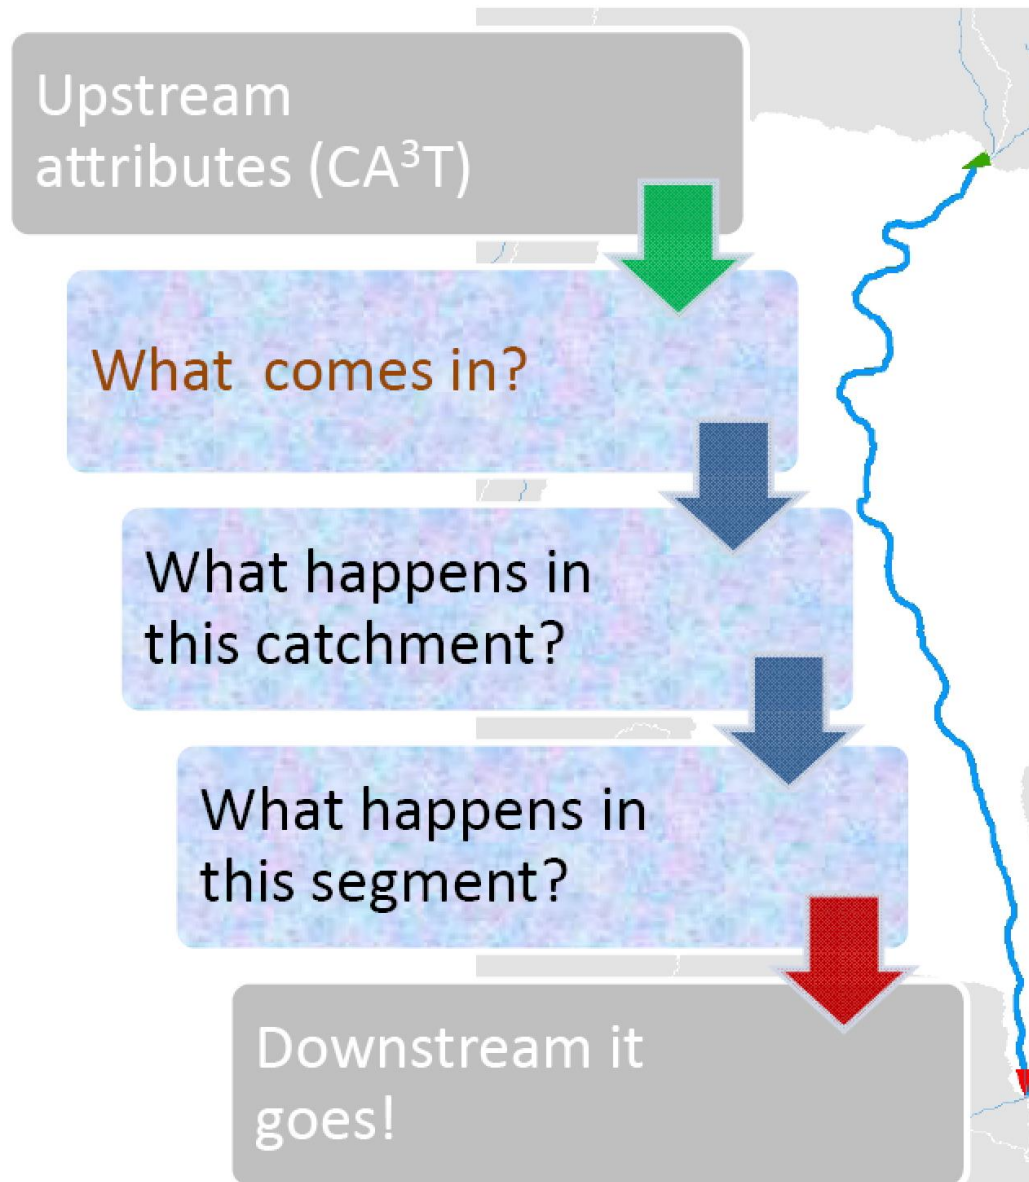 Upstream
attributes (CA³T)
What comes in?
What happens in
this catchment?
What happens in
this segment?
Downstream it
goes!